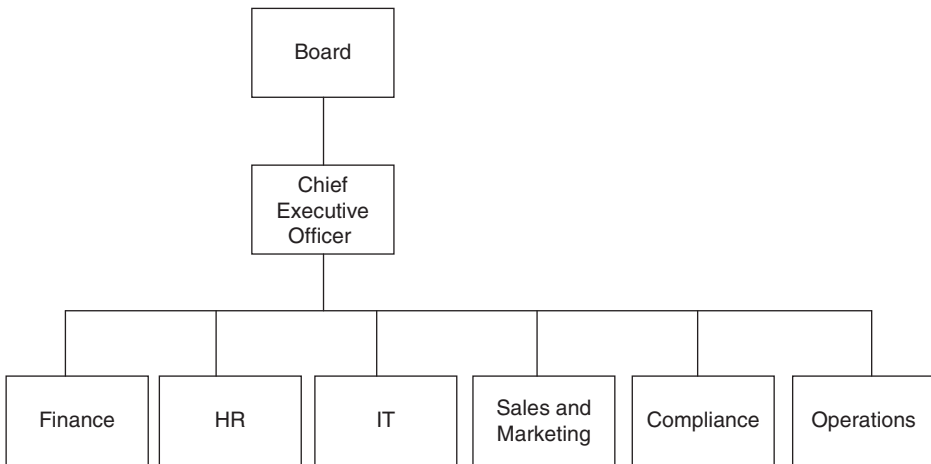 Board
Chief
Executive
Officer
Finance
HR
IT
Sales and
Marketing
Compliance
Operations